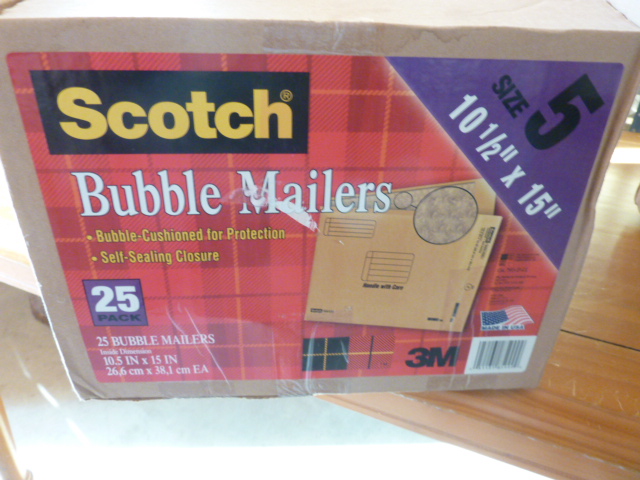 Scotch®
SIZE 5
10 1/2" X 15"
Bubble Mailers
• Bubble-Cushioned for Protection
• Self-Sealing Closure
Handle with Care
25
PACK
25 BUBBLE MAILERS
Inside Dimension
10.5 IN x 15 IN
26,6 cm x 38,1 cm EA
MADE IN USA
3M